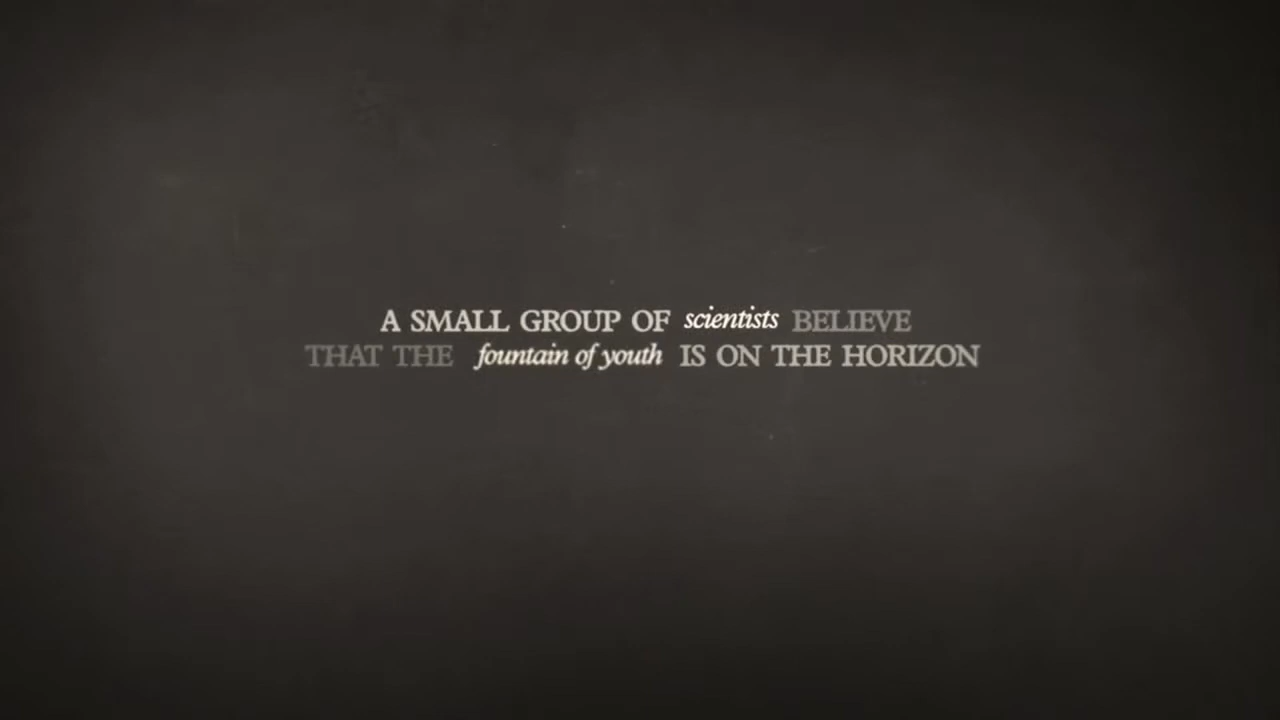 A SMALL GROUP OF scientists BELIEVE
THAT THE fountain of youth IS ON THE HORIZON